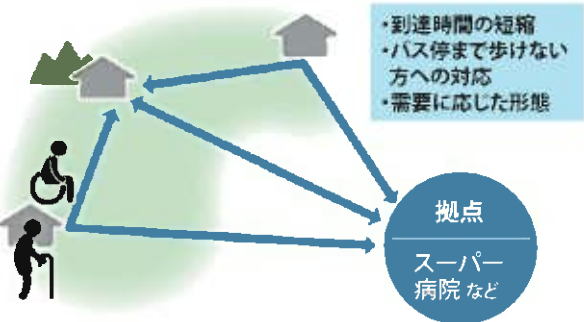 ・到達時間の短縮
・バス停まで歩けない
方への対応
・需要に応じた形態
拠点
スーパー
病院 など